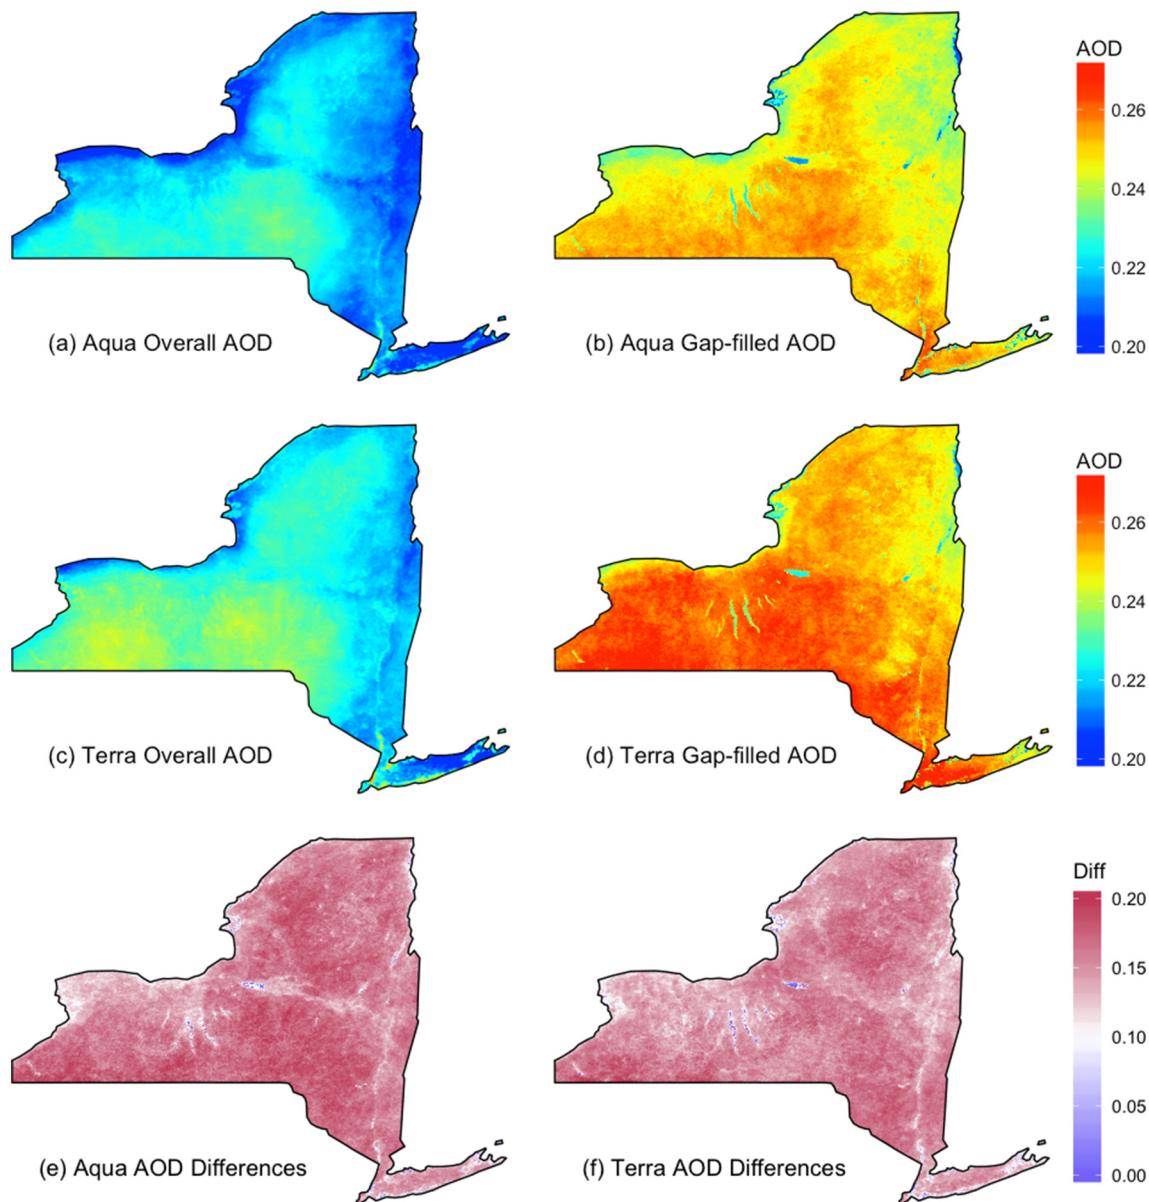 AOD
0.26
0.24
0.22
0.20
(a) Aqua Overall AOD
(b) Aqua Gap-filled AOD
AOD
0.26
0.24
0.22
0.20
(c) Terra Overall AOD
(d) Terra Gap-filled AOD
Diff
0.20
0.15
0.10
0.05
0.00
(e) Aqua AOD Differences
(f) Terra AOD Differences